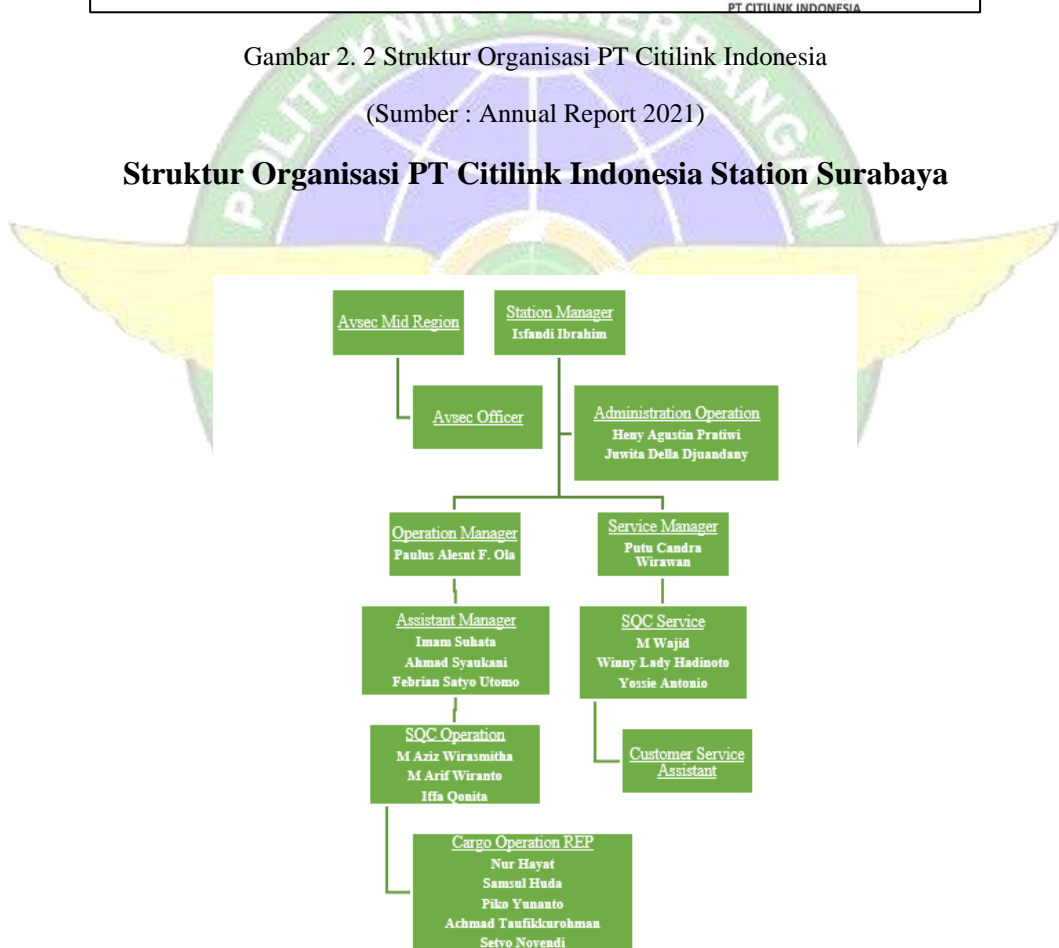 PT CITILINK INDONESIA
Gambar 2. 2 Struktur Organisasi PT Citilink Indonesia
(Sumber : Annual Report 2021)
Struktur Organisasi PT Citilink Indonesia Station Surabaya
POLITEKNIK PENERBANGAN
Avsec Mid Region
Station Manager
Isfandi Ibrahim
Avsec Officer
Administration Operation
Heny Agustin Pratiwi
Juwita Della Djuandany
Operation Manager
Paulus Alesnt F. Ola
Service Manager
Putu Candra
Wirawan
Assistant Manager
Imam Suhata
Ahmad Syaukani
Febrian Satyo Utomo
SQC Service
M Wajid
Winny Lady Hadinoto
Yossie Antonio
SQC Operation
M Aziz Wirasmitha
M Arif Wiranto
Iffa Qonita
Customer Service
Assistant
Cargo Operation REP
Nur Hayat
Samsul Huda
Piko Yunanto
Achmad Taufikkurohman
Setyo Novendi